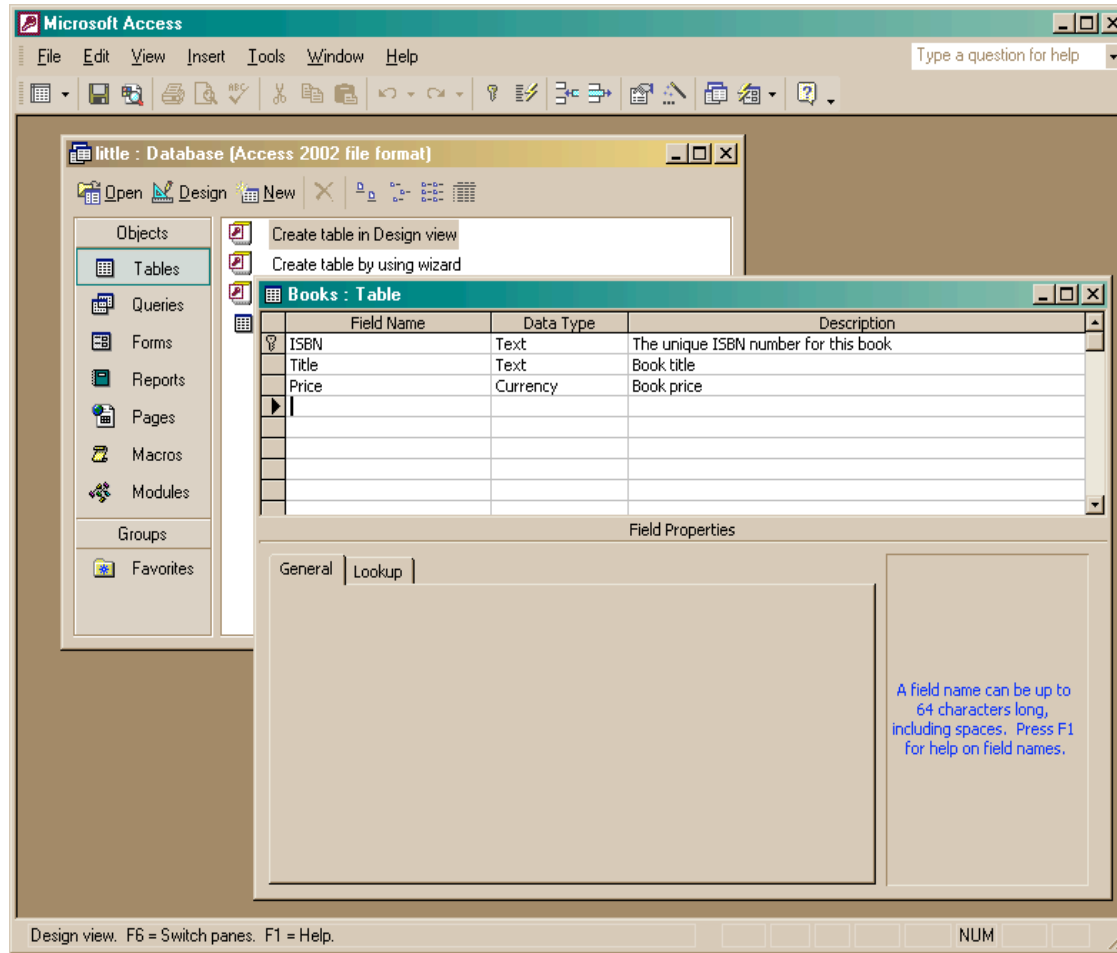 Microsoft Access
File Edit View Insert Tools Window Help
Type a question for help
ABC
little : Database (Access 2002 file format)
Open Design New
Objects
Create table in Design view
Tables
Create table by using wizard
Queries
Forms
Reports
Pages
Macros
Modules
Groups
Favorites
Books : Table
Field Name Data Type Description
ISBN Text The unique ISBN number for this book
Title Text Book title
Price Currency Book price
Field Properties
General Lookup
A field name can be up to
64 characters long,
including spaces. Press F1
for help on field names.
Design view. F6 = Switch panes. F1 = Help.
NUM